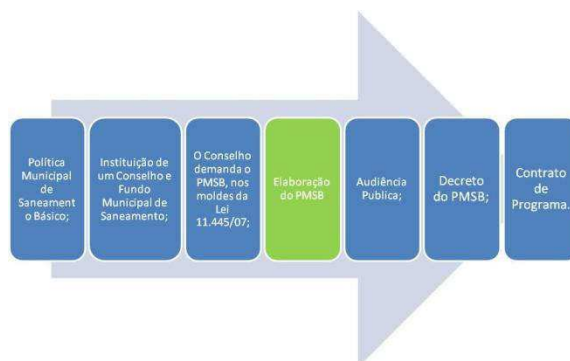 Política
Municipal
de
Saneament
o Básico;
Instituição de
um Conselho e
Fundo
Municipal de
Saneamento;
O Conselho
demanda o
PMSB, nos
moldes da
Lei
11.445/07;
Elaboração
do PMSB
Audiência
Publica;
Decreto
do PMSB;
Contrato
de
Programa.